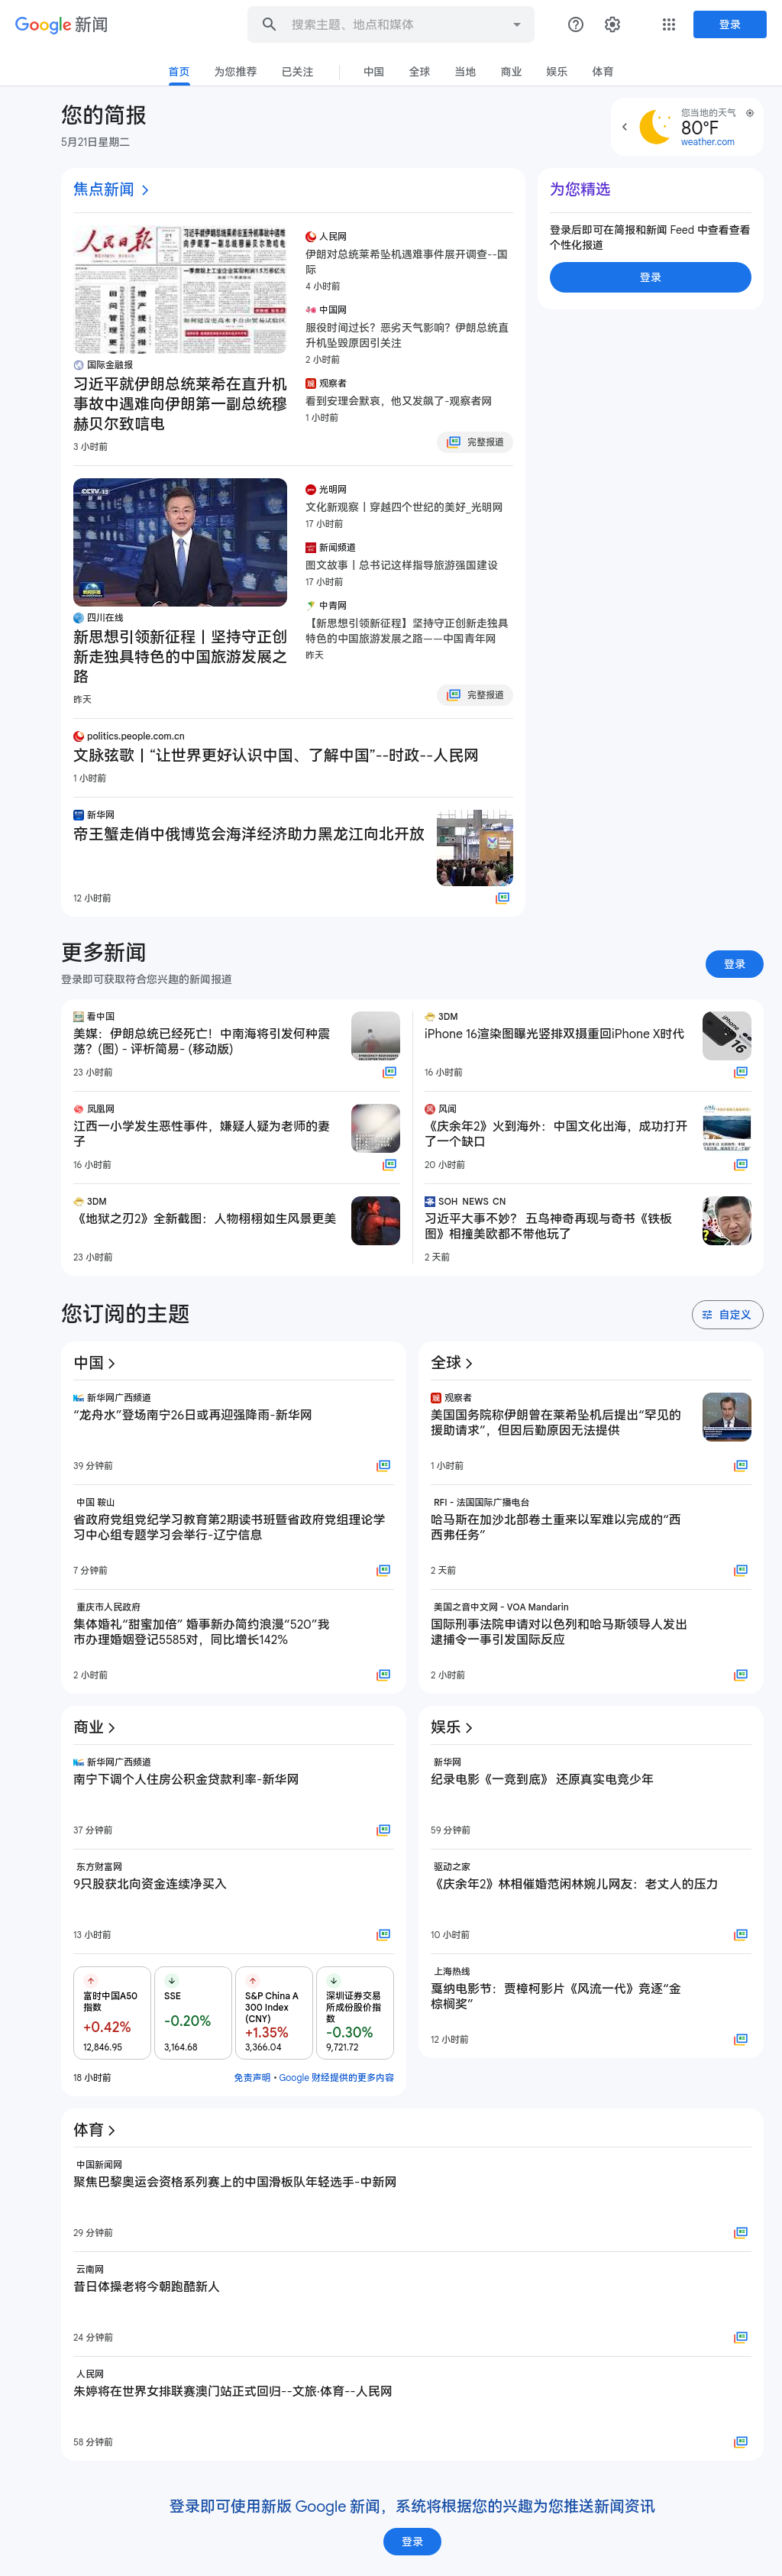 Google 新闻
搜索主题、地点和媒体
登录
首页
为您推荐
已关注
中国
全球
当地
商业
娱乐
体育
您的简报
5月21日星期二
您当地的天气
80°F
weather.com
焦点新闻
人民日报
国际金融报
习近平就伊朗总统莱希在直升机
事故中遇难向伊朗第一副总统穆
赫贝尔致唁电
3 小时前
人民网
伊朗对总统莱希坠机遇难事件展开调查--国
际
4 小时前
中国网
服役时间过长？恶劣天气影响？伊朗总统直
升机坠毁原因引关注
2 小时前
观察者
看到安理会默哀，他又发飙了-观察者网
1 小时前
完整报道
为您精选
登录后即可在简报和新闻 Feed 中查看查看
个性化报道
登录
CCTV-13
四川在线
新思想引领新征程丨坚持守正创
新走独具特色的中国旅游发展之
路
昨天
光明网
文化新观察丨穿越四个世纪的美好_光明网
17 小时前
新闻频道
图文故事丨总书记这样指导旅游强国建设
17 小时前
中青网
【新思想引领新征程】坚持守正创新走独具
特色的中国旅游发展之路——中国青年网
昨天
完整报道
politics.people.com.cn
文脉弦歌丨“让世界更好认识中国、了解中国”--时政--人民网
1 小时前
新华网
帝王蟹走俏中俄博览会海洋经济助力黑龙江向北开放
12 小时前
更多新闻
登录即可获取符合您兴趣的新闻报道
登录
看中国
美媒：伊朗总统已经死亡！中南海将引发何种震
荡？(图) - 评析简易- (移动版)
23 小时前
凤凰网
江西一小学发生恶性事件，嫌疑人疑为老师的妻
子
16 小时前
3DM
《地狱之刃2》全新截图：人物栩栩如生风景更美
23 小时前
3DM
iPhone 16渲染图曝光竖排双摄重回iPhone X时代
iPhone
16
16 小时前
风闻
《庆余年2》火到海外：中国文化出海，成功打开
了一个缺口
20 小时前
SOH NEWS CN
习近平大事不妙？ 五鸟神奇再现与奇书《铁板
图》相撞美欧都不带他玩了
2 天前
您订阅的主题
自定义
中国
新华网广西频道
“龙舟水”登场南宁26日或再迎强降雨-新华网
39 分钟前
中国 鞍山
省政府党组党纪学习教育第2期读书班暨省政府党组理论学
习中心组专题学习会举行-辽宁信息
7 分钟前
重庆市人民政府
集体婚礼“甜蜜加倍” 婚事新办简约浪漫“520”我
市办理婚姻登记5585对，同比增长142%
2 小时前
全球
观察者
美国国务院称伊朗曾在莱希坠机后提出“罕见的
援助请求”，但因后勤原因无法提供
1 小时前
RFI - 法国国际广播电台
哈马斯在加沙北部卷土重来以军难以完成的“西
西弗任务”
2 天前
美国之音中文网 - VOA Mandarin
国际刑事法院申请对以色列和哈马斯领导人发出
逮捕令一事引发国际反应
2 小时前
商业
新华网广西频道
南宁下调个人住房公积金贷款利率-新华网
37 分钟前
东方财富网
9只股获北向资金连续净买入
13 小时前
富时中国A50
指数
+0.42%
12,846.95
SSE
-0.20%
3,164.68
S&P China A
300 Index
(CNY)
+1.35%
3,366.04
深圳证券交易
所成份股价指
数
-0.30%
9,721.72
18 小时前
免责声明 • Google 财经提供的更多内容
娱乐
新华网
纪录电影《一竞到底》 还原真实电竞少年
59 分钟前
驱动之家
《庆余年2》林相催婚范闲林婉儿网友：老丈人的压力
10 小时前
上海热线
戛纳电影节：贾樟柯影片《风流一代》竞逐“金
棕榈奖”
12 小时前
体育
中国新闻网
聚焦巴黎奥运会资格系列赛上的中国滑板队年轻选手-中新网
29 分钟前
云南网
昔日体操老将今朝跑酷新人
24 分钟前
人民网
朱婷将在世界女排联赛澳门站正式回归--文旅·体育--人民网
58 分钟前
登录即可使用新版 Google 新闻，系统将根据您的兴趣为您推送新闻资讯
登录